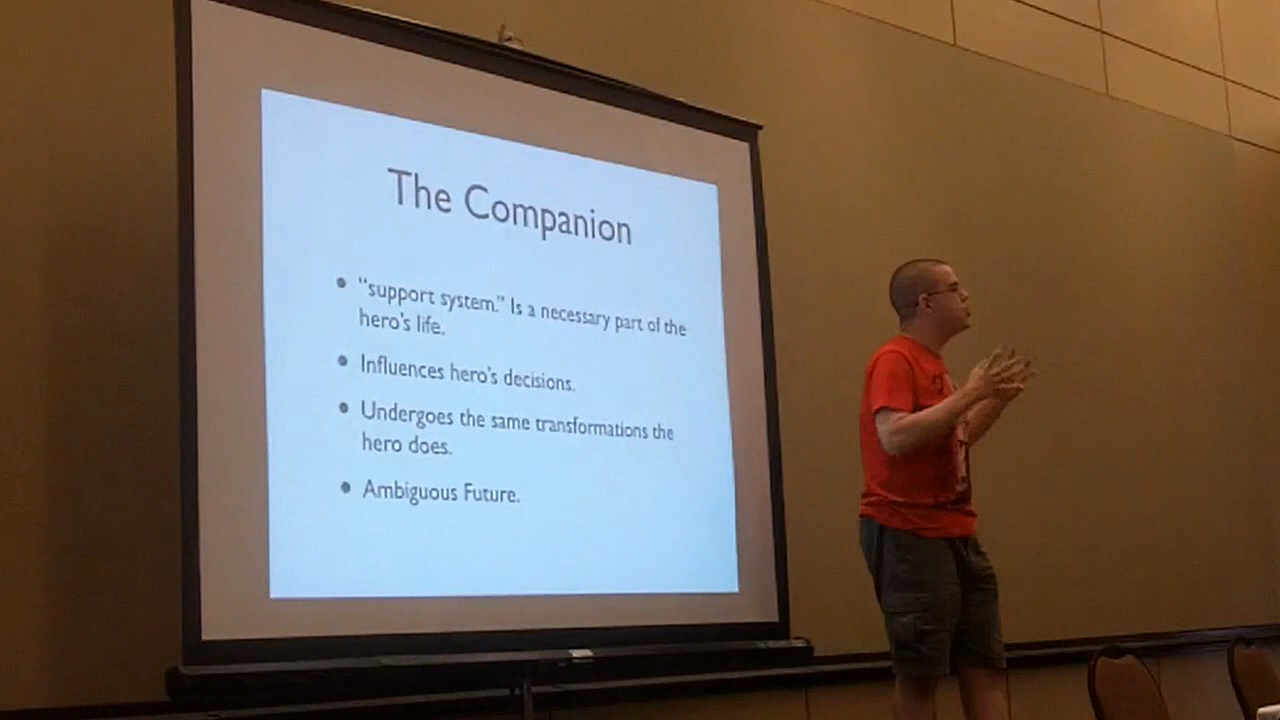 The Companion
• “support system.” Is a necessary part of the
hero’s life.
• Influences hero’s decisions.
• Undergoes the same transformations the
hero does.
• Ambiguous Future.